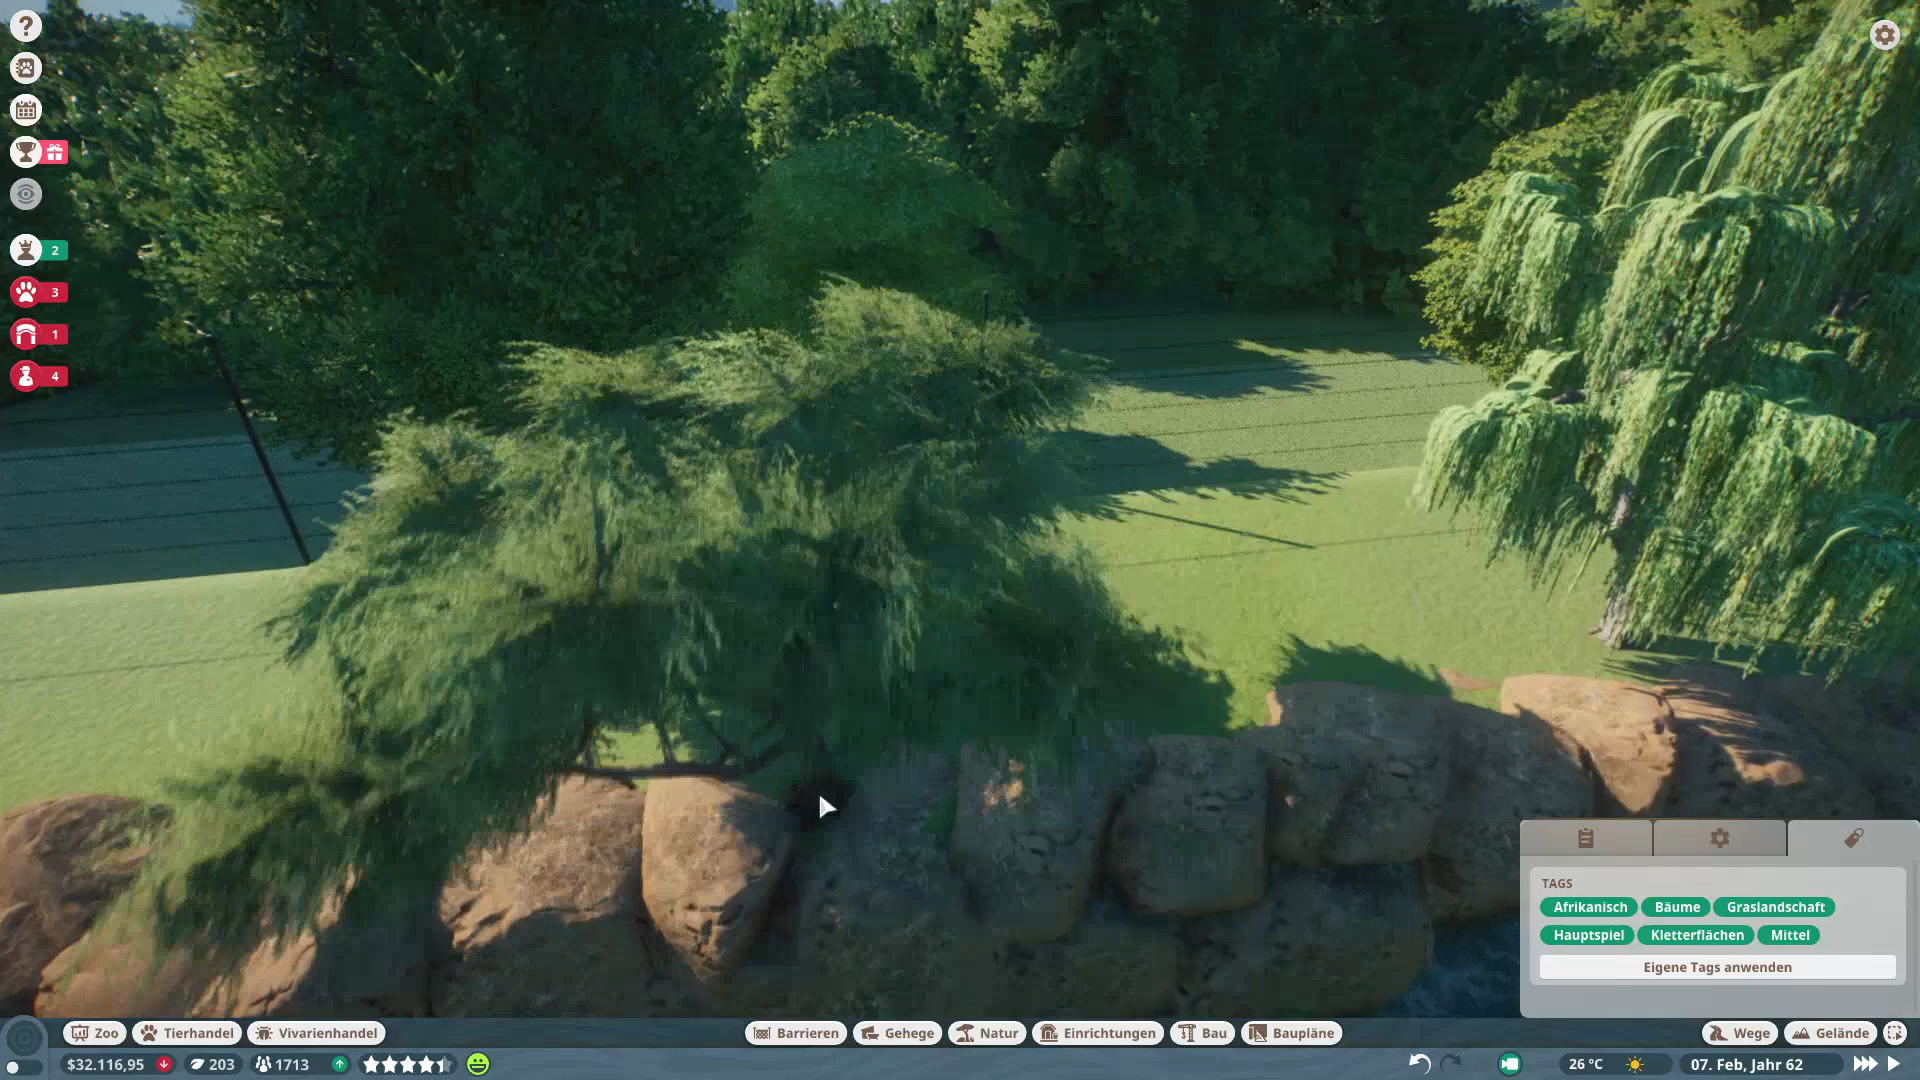 ?
2
3
1
4
TAGS
Afrikanisch Bäume Graslandschaft
Hauptspiel Kletterflächen Mittel
Eigene Tags anwenden
Zoo Tierhandel Vivarienhandel Barrieren Gehege Natur Einrichtungen Bau Baupläne Wege Gelände
$32.116,95 203 1713 26 °C 07. Feb, Jahr 62